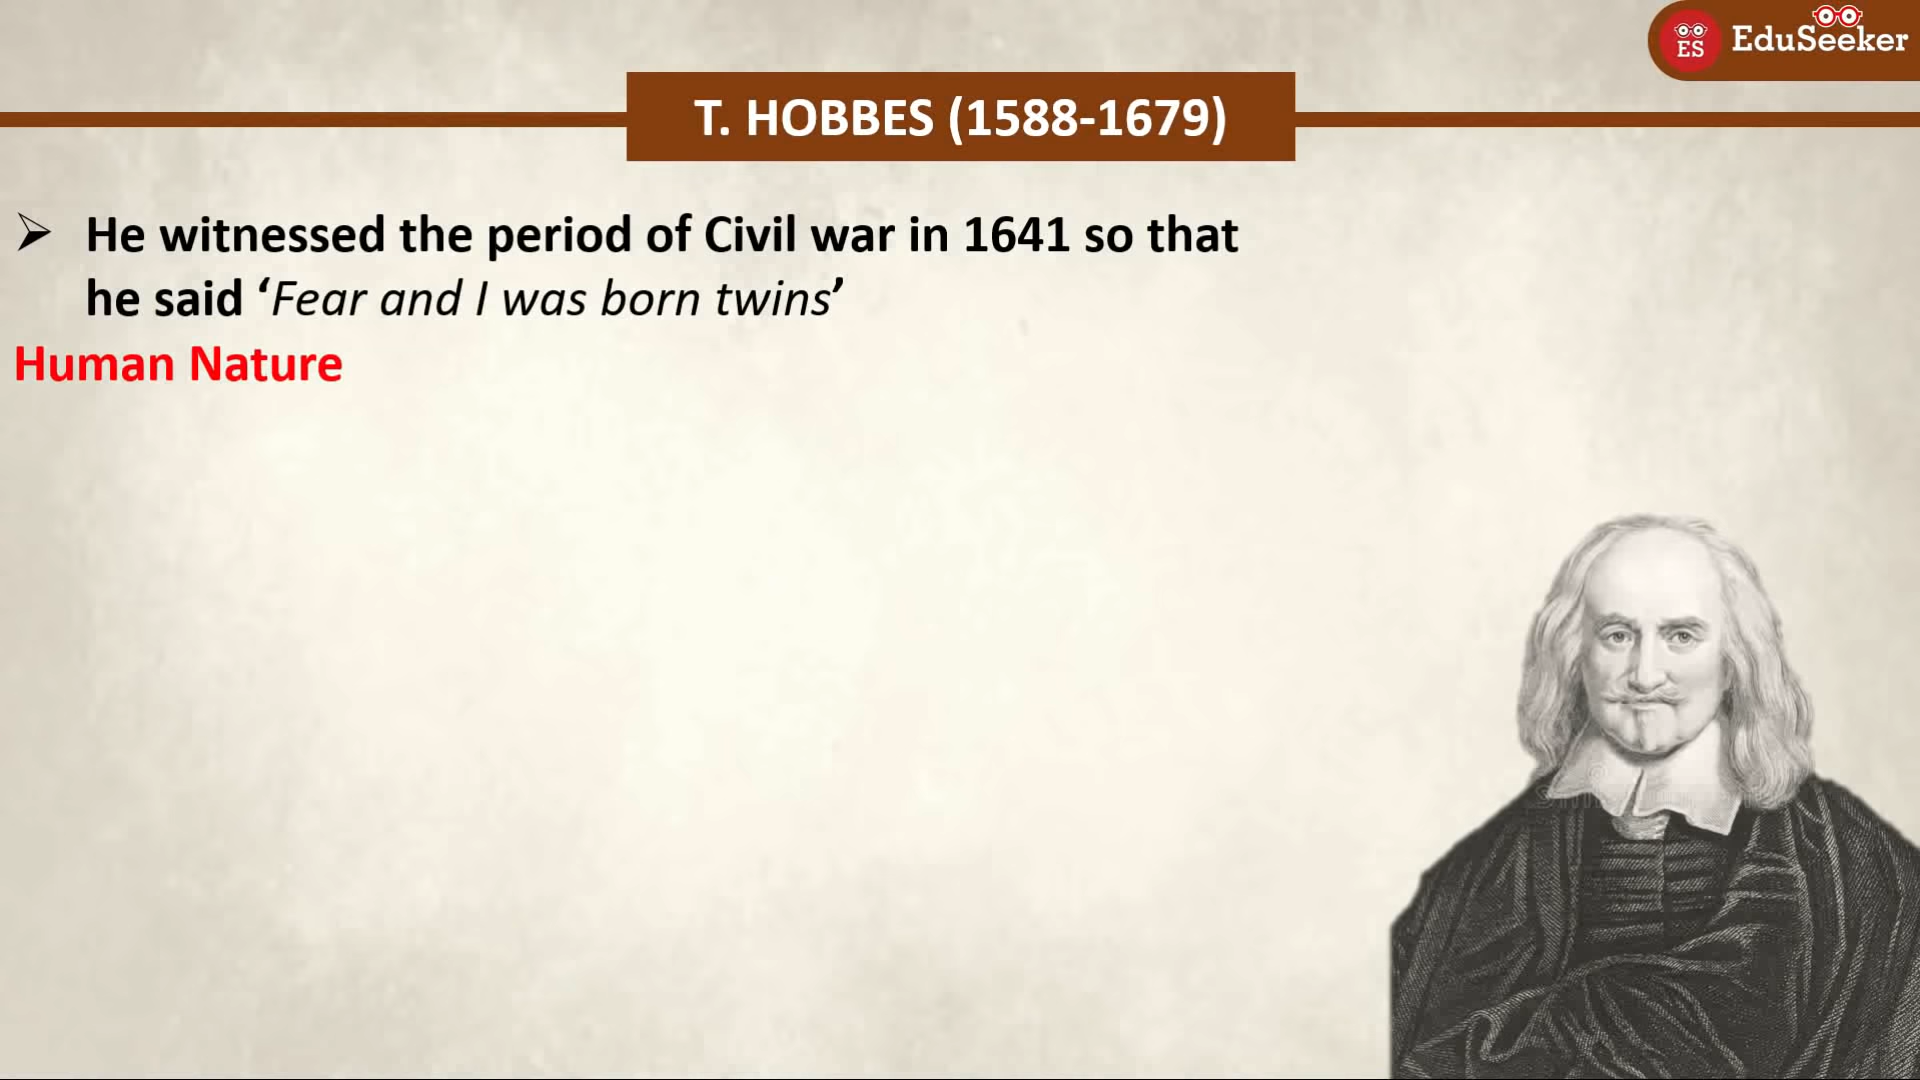 ES EduSeeker
T. HOBBES (1588-1679)
➢ He witnessed the period of Civil war in 1641 so that
he said ‘Fear and I was born twins’
Human Nature